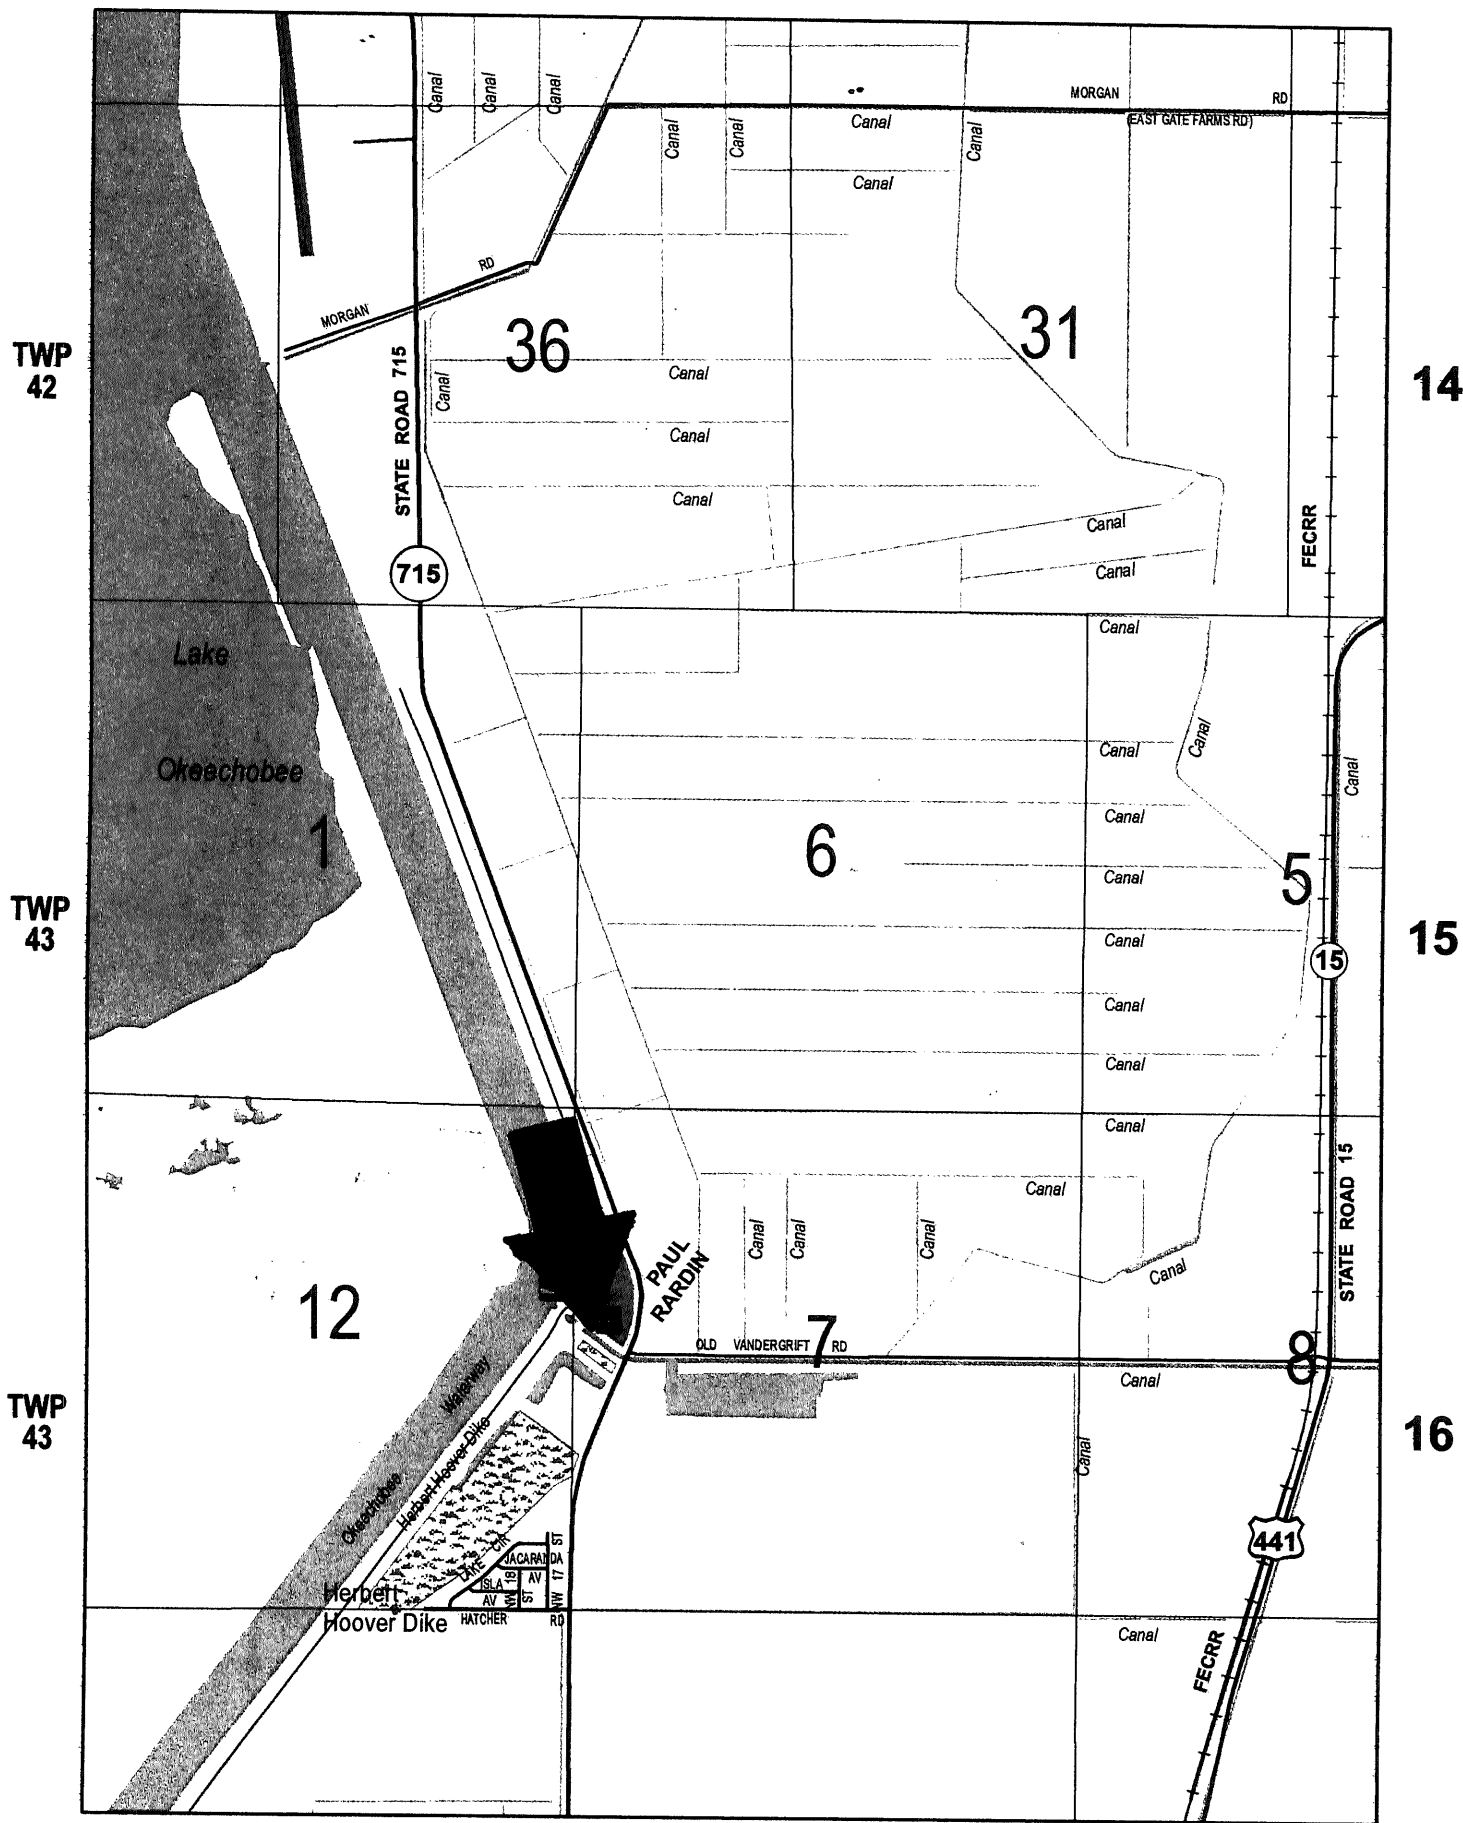 Canal
Canal
Canal
MORGAN RD
(EAST GATE FARMS RD)
Canal
Canal
Canal
Canal
Canal
MORGAN RD
36
31
TWP
42
14
STATE ROAD 715
Canal
Canal
Canal
Canal
Canal
Canal
FECRR
715
Lake
Okeechobee
Canal
Canal
Canal
Canal
Canal
1
6
5
Canal
TWP
43
15
Canal
15
Canal
Canal
Canal
STATE ROAD 15
Canal
Canal
Canal
Canal
Canal
PAUL
RARDIN
12
7
8
OLD VANDERGRIFT RD
Canal
TWP
43
16
Okeechobee Waterway
Herbert Hoover Dike
Canal
441
LAKE CIR
JACARANDA
AV
ISLA
AV
NW 18 ST
NW 17 ST
HATCHER RD
Herbert
Hoover Dike
Canal
FECRR